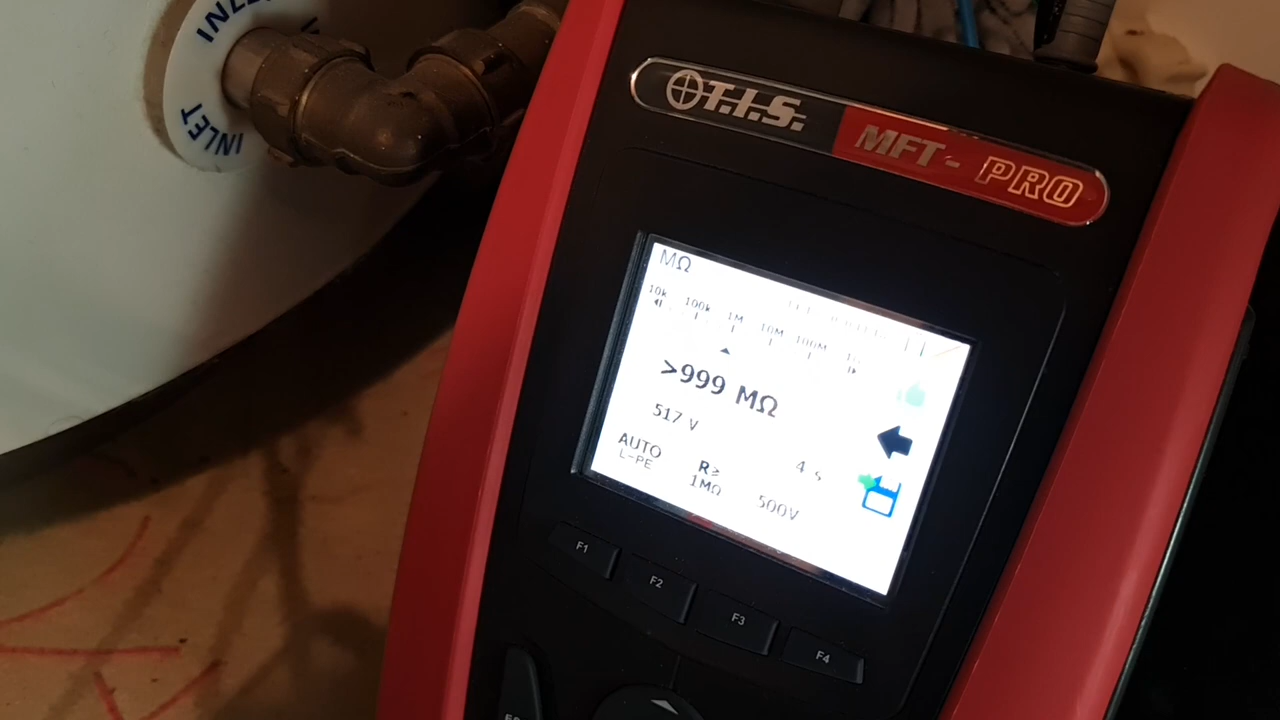 INLET
INLET
T.I.S.
MFT- PRO
MΩ
10k 100k 1M 10M 100M
>999 MΩ
517 V
AUTO
L-PE
R≥
1MΩ
500V
4 s
F1
F2
F3
F4